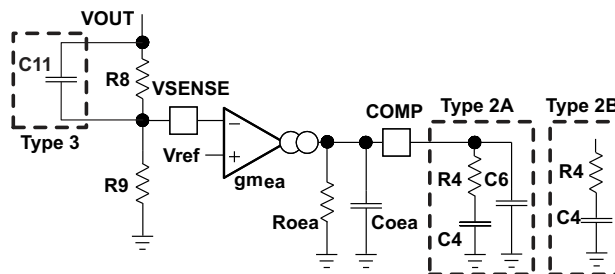 VOUT
C11
R8
VSENSE
COMP
Type 2A
Type 2B
Type 3
Vref
gmea
R9
Roea
Coea
R4
C6
C4
R4
C4